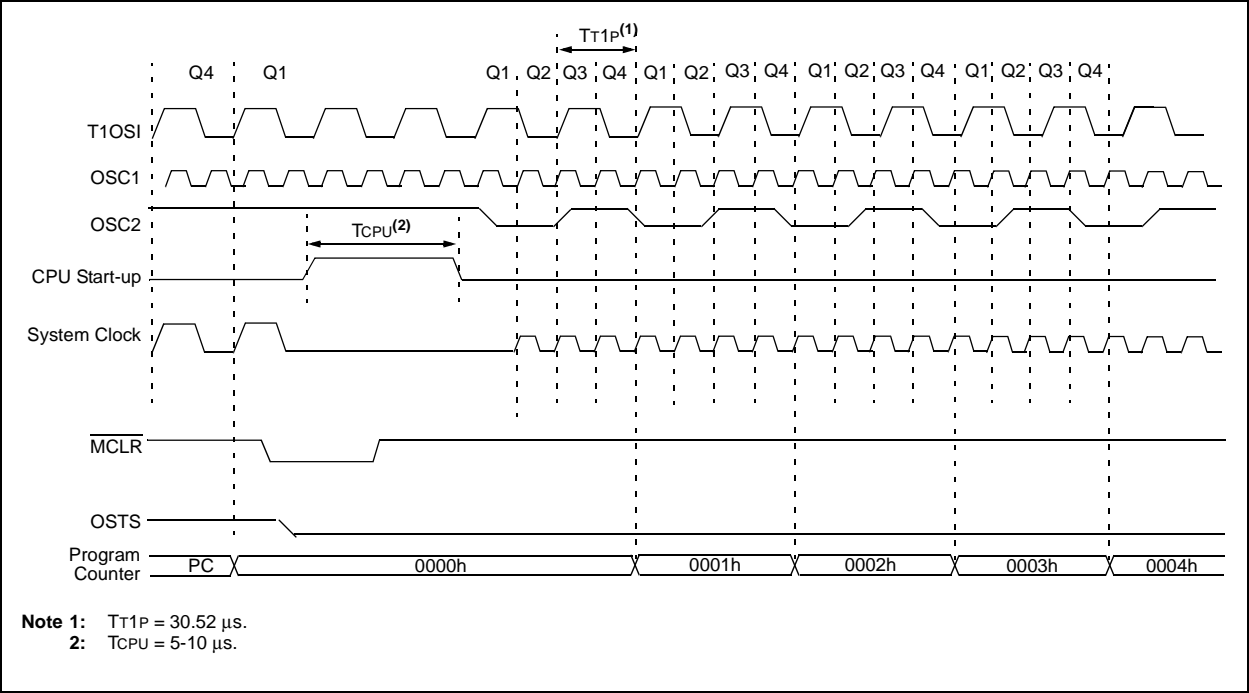 TT1P(1)
Q4 Q1 Q1 Q2 Q3 Q4 Q1 Q2 Q3 Q4 Q1 Q2 Q3 Q4 Q1 Q2 Q3 Q4
T1OSI
OSC1
OSC2
TCPU(2)
CPU Start-up
System Clock
MCLR
OSTS
Program
Counter
PC 0000h 0001h 0002h 0003h 0004h
Note 1: TT1P = 30.52 μs.
2: TCPU = 5-10 μs.